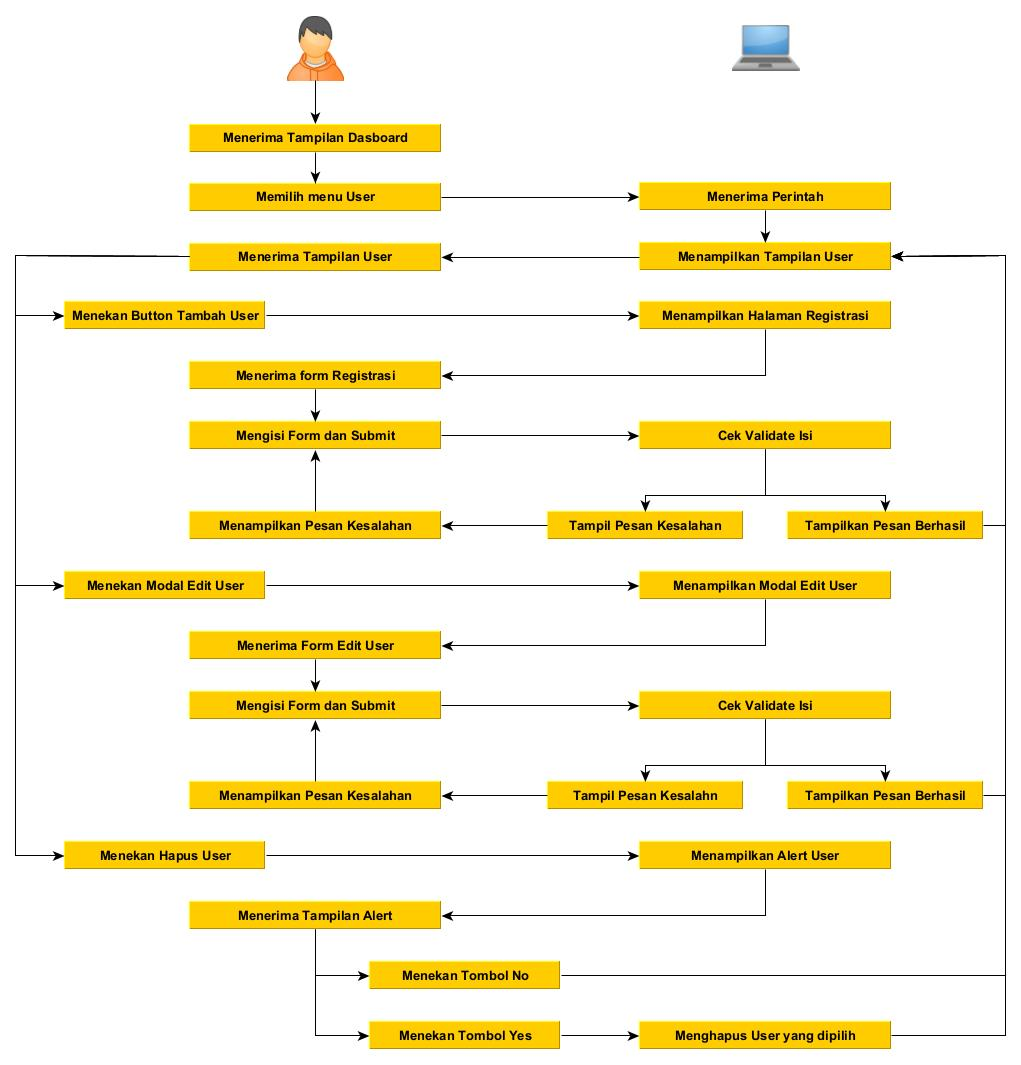 Menerima Tampilan Dasboard
Memilih menu User
Menerima Perintah
Menerima Tampilan User
Menampilkan Tampilan User
Menekan Button Tambah User
Menampilkan Halaman Registrasi
Menerima form Registrasi
Mengisi Form dan Submit
Cek Validate Isi
Menampilkan Pesan Kesalahan
Tampil Pesan Kesalahan
Tampilkan Pesan Berhasil
Menekan Modal Edit User
Menampilkan Modal Edit User
Menerima Form Edit User
Mengisi Form dan Submit
Cek Validate Isi
Menampilkan Pesan Kesalahan
Tampil Pesan Kesalahn
Tampilkan Pesan Berhasil
Menekan Hapus User
Menampilkan Alert User
Menerima Tampilan Alert
Menekan Tombol No
Menekan Tombol Yes
Menghapus User yang dipilih